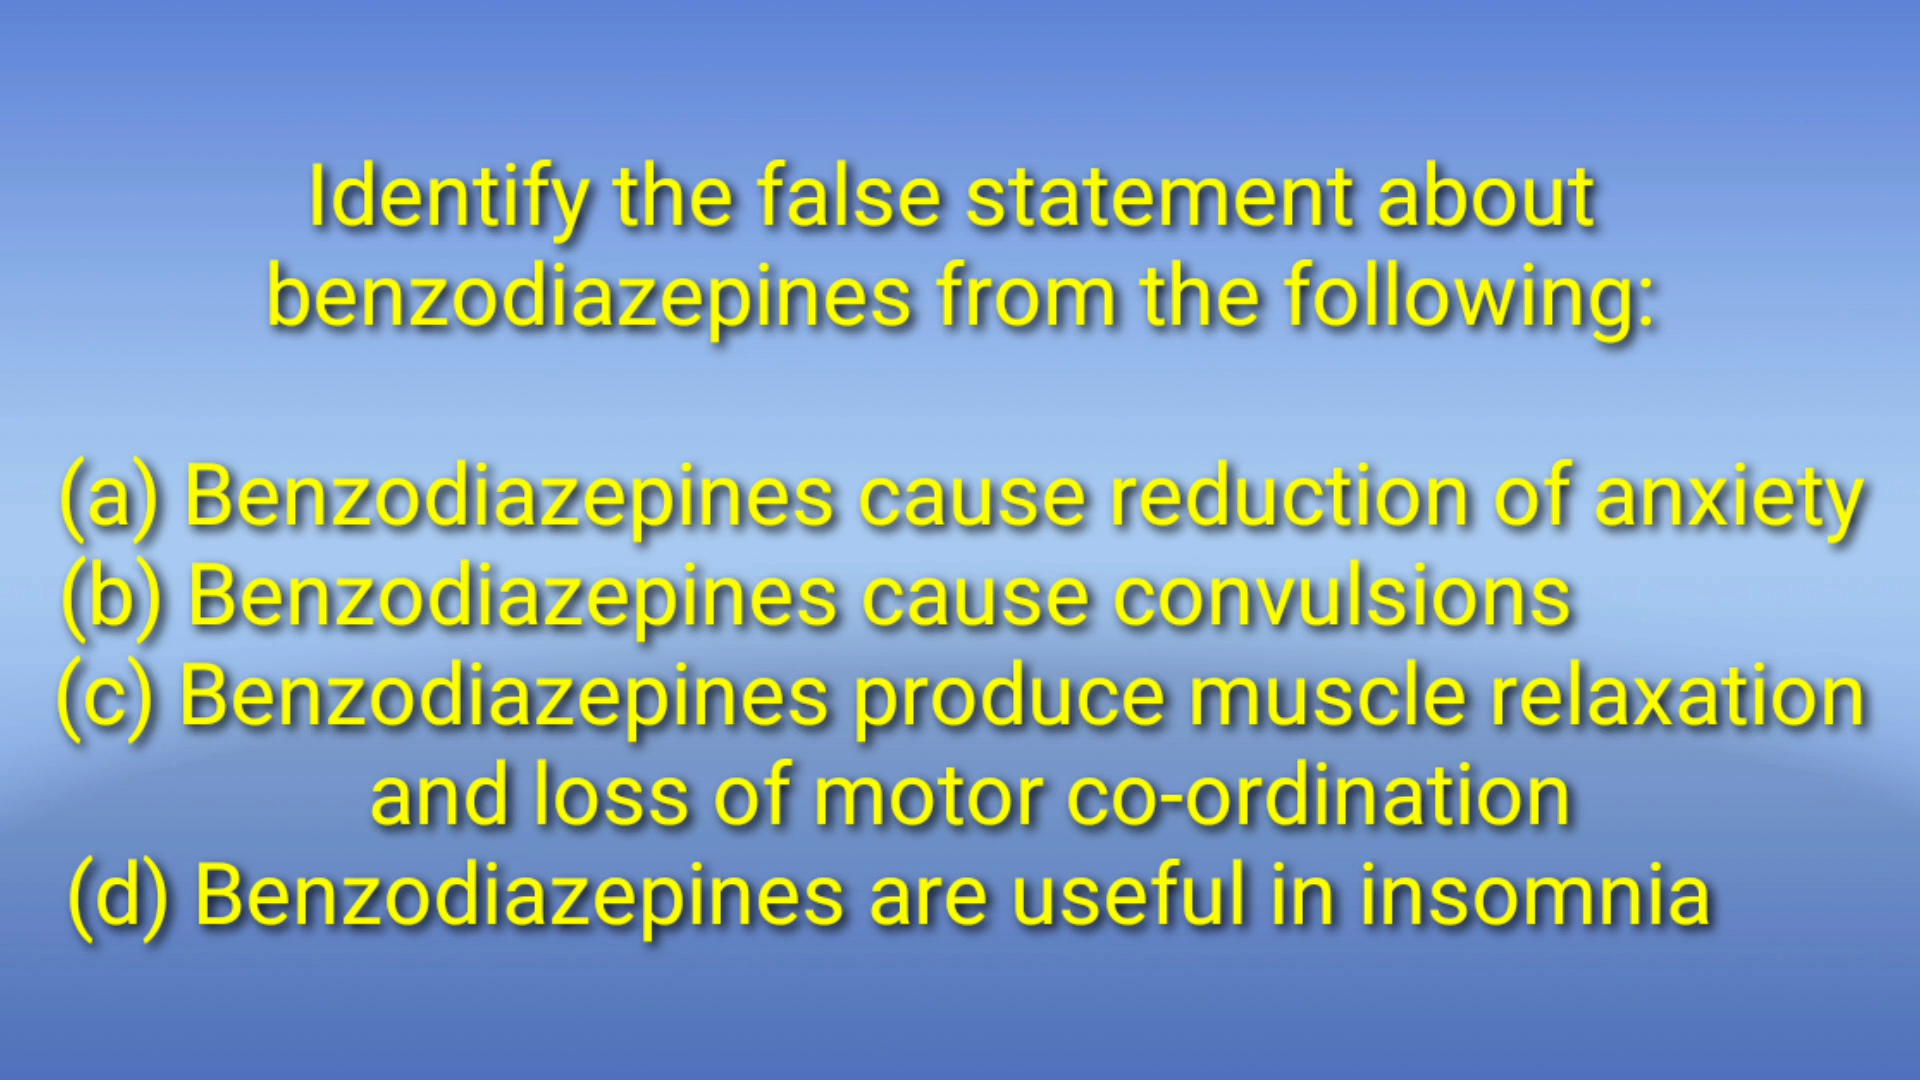 Identify the false statement about
benzodiazepines from the following:
(a) Benzodiazepines cause reduction of anxiety
(b) Benzodiazepines cause convulsions
(c) Benzodiazepines produce muscle relaxation
and loss of motor co-ordination
(d) Benzodiazepines are useful in insomnia